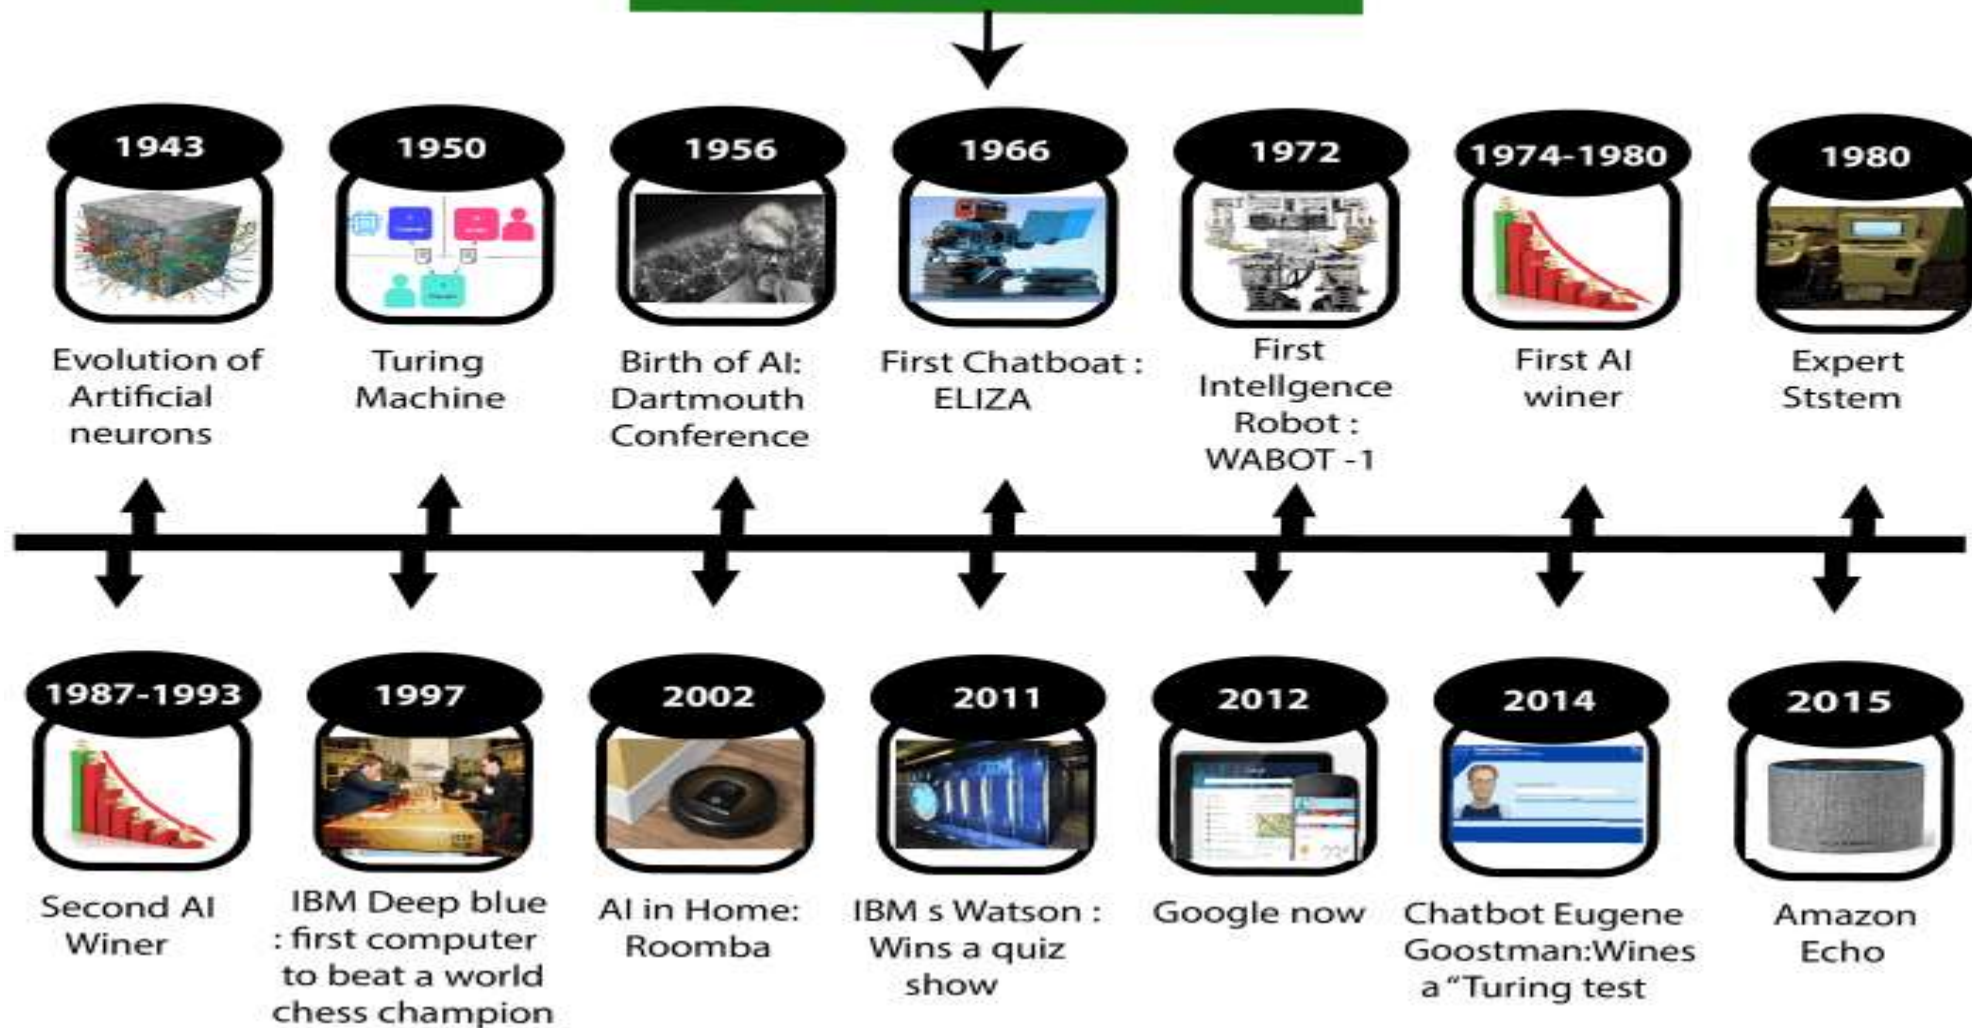 1943
Evolution of
Artificial
neurons
1950
Turing
Machine
1956
Birth of AI:
Dartmouth
Conference
1966
First Chatboat :
ELIZA
1972
First
Intellgence
Robot :
WABOT -1
1974-1980
First AI
winer
1980
Expert
Ststem
1987-1993
Second AI
Winer
1997
IBM Deep blue
: first computer
to beat a world
chess champion
2002
AI in Home:
Roomba
2011
IBM s Watson :
Wins a quiz
show
2012
Google now
2014
Chatbot Eugene
Goostman:Wines
a “Turing test
2015
Amazon
Echo